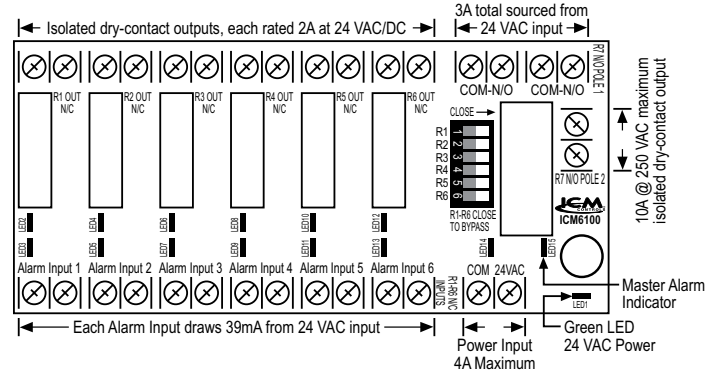 Isolated dry-contact outputs, each rated 2A at 24 VAC/DC
3A total sourced from
24 VAC input
R7 N/O POLE 1
COM-N/O COM-N/O
R1 OUT
N/C
R2 OUT
N/C
R3 OUT
N/C
R4 OUT
N/C
R5 OUT
N/C
R6 OUT
N/C
CLOSE
R1 1
R2 2
R3 3
R4 4
R5 5
R6 6
R1-R6 CLOSE
TO BYPASS
R7 N/O POLE 2
10A @ 250 VAC maximum
isolated dry-contact output
ICM
CONTROLS
ICM6100
LED2
LED3
LED4
LED5
LED6
LED7
LED8
LED9
LED10
LED11
LED12
LED13
LED14
LED15
Alarm Input 1 Alarm Input 2 Alarm Input 3 Alarm Input 4 Alarm Input 5 Alarm Input 6
R1-R6 N/C
INPUTS
COM 24VAC
LED1
Master Alarm
Indicator
Each Alarm Input draws 39mA from 24 VAC input
Power Input
4A Maximum
Green LED
24 VAC Power